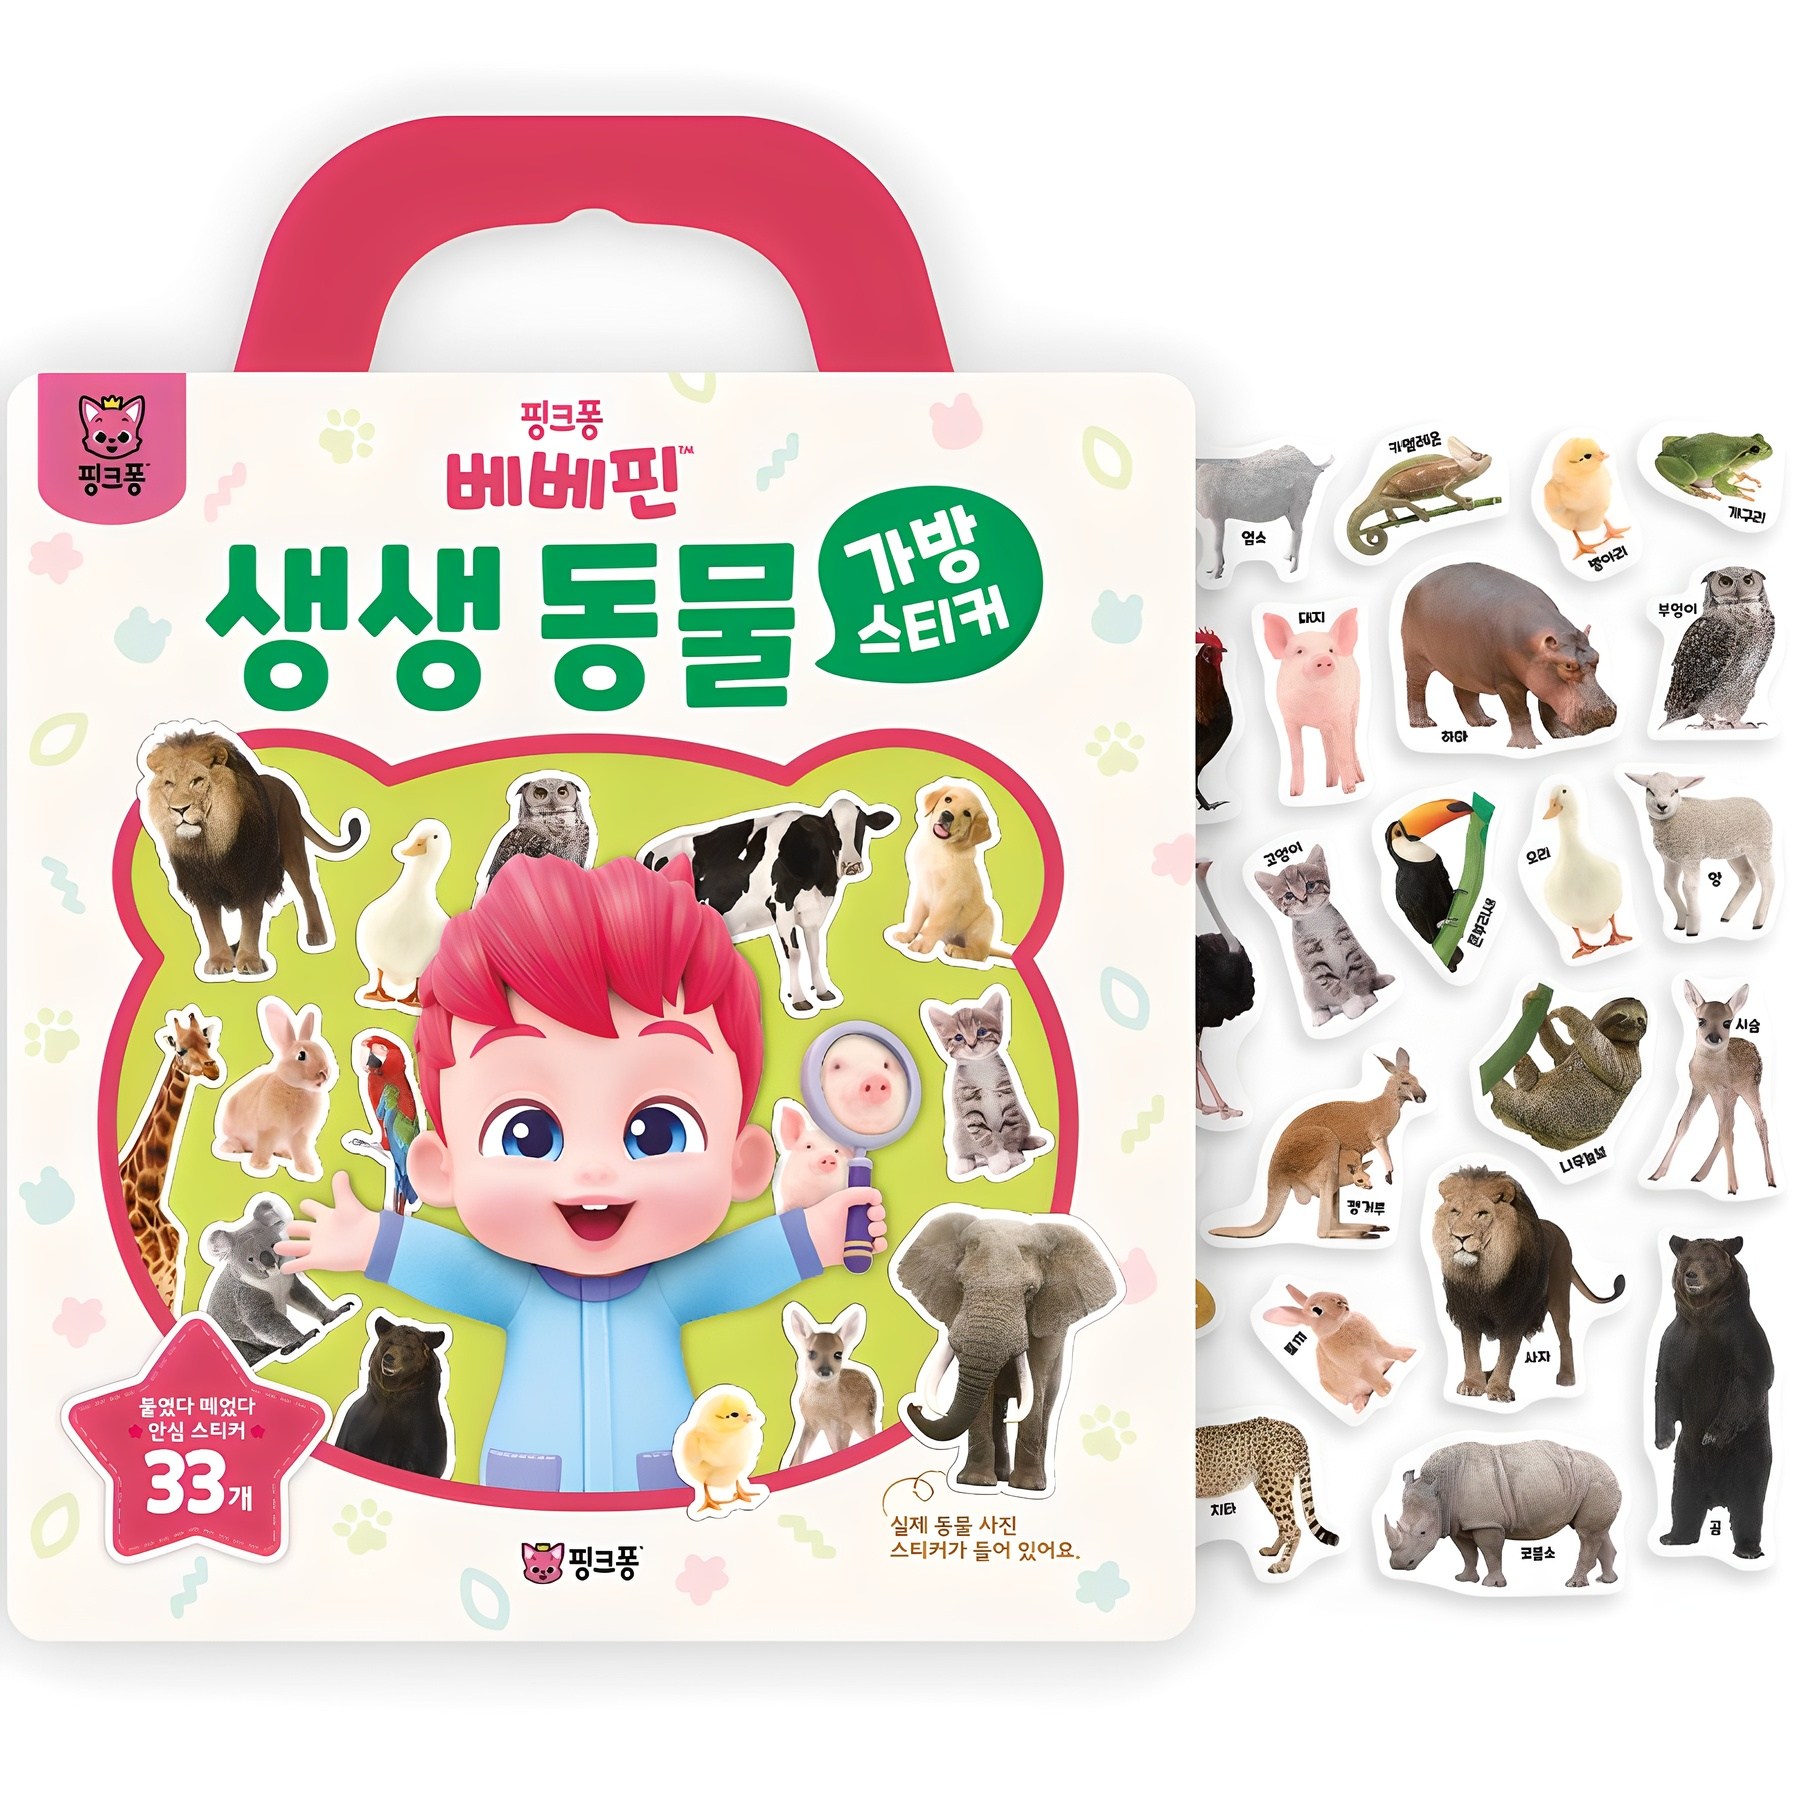 핑크퐁
핑크퐁
베베핀™
생생 동물
가방
스티커
붙였다 떼었다
안심 스티커
33개
실제 동물 사진
스티커가 들어 있어요.
핑크퐁
염소
카멜레온
병아리
개구리
돼지
하마
부엉이
고양이
오리
양
캥거루
나무늘보
사슴
토끼
사자
곰
치타
코뿔소